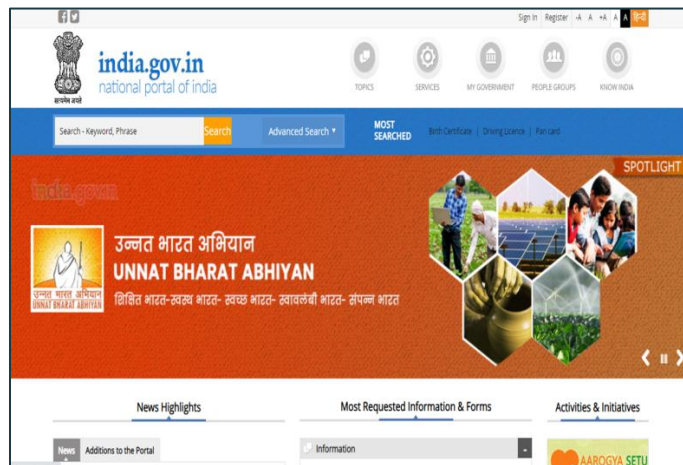 Sign In | Register -A A +A A A हिन्दी
सत्यमेव जयते
india.gov.in
national portal of india
TOPICS
SERVICES
MY GOVERNMENT
PEOPLE GROUPS
KNOW INDIA
Search - Keyword, Phrase
Search
Advanced Search
MOST SEARCHED
Birth Certificate | Driving Licence | Pan card
SPOTLIGHT
india.gov.in
उन्नत भारत अभियान
UNNAT BHARAT ABHIYAN
उन्नत भारत अभियान
UNNAT BHARAT ABHIYAN
शिक्षित भारत-स्वस्थ भारत- स्वच्छ भारत- स्वावलंबी भारत- संपन्न भारत
News Highlights
Most Requested Information & Forms
Activities & Initiatives
News
Additions to the Portal
Information
AAROGYA SETU